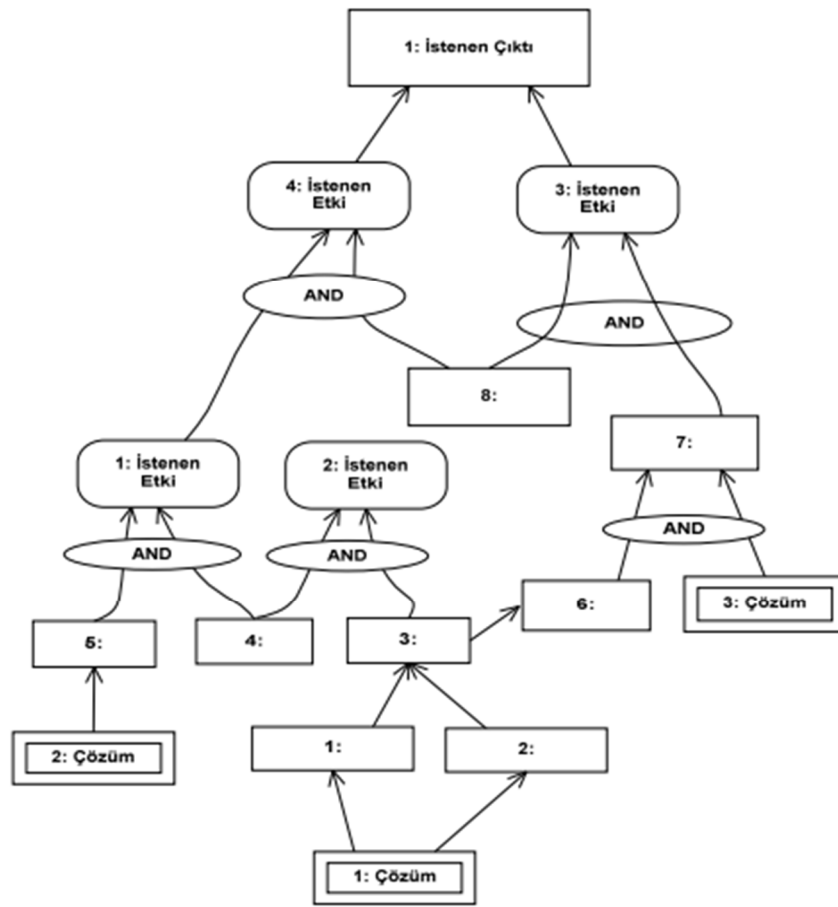 1: İstenen Çıktı
4: İstenen
Etki
3: İstenen
Etki
AND
AND
8:
7:
1: İstenen
Etki
2: İstenen
Etki
AND
AND
AND
5:
4:
3:
6:
3: Çözüm
2: Çözüm
1:
2:
1: Çözüm